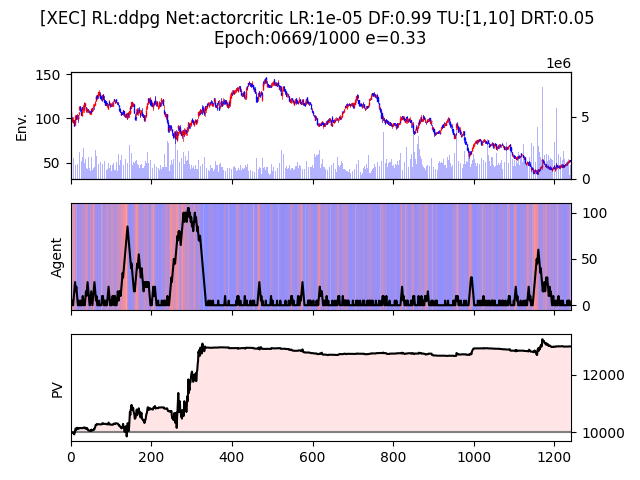 [XEC] RL:ddpg Net:actorcritic LR:1e-05 DF:0.99 TU:[1,10] DRT:0.05
Epoch:0669/1000 e=0.33
1e6
150
100
50
Env.
5
0
Agent
100
50
0
PV
12000
10000
0 200 400 600 800 1000 1200